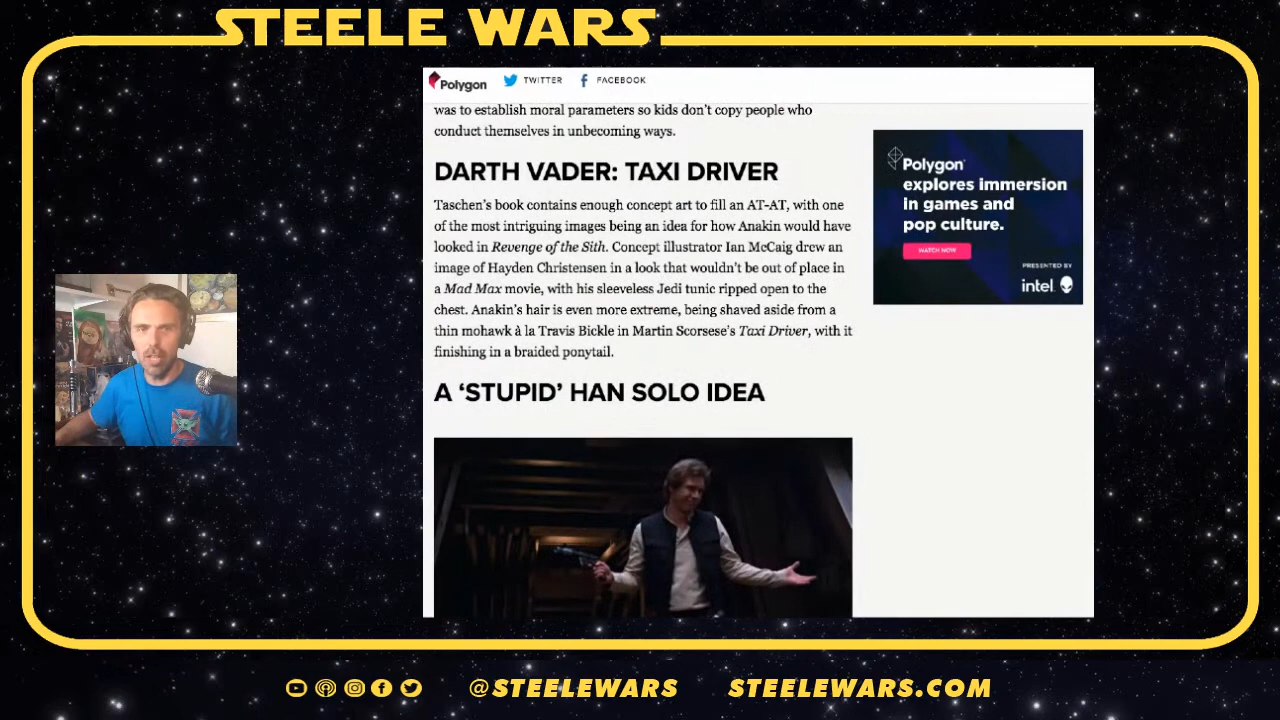 STEELE WARS
Polygon
TWITTER
FACEBOOK
was to establish moral parameters so kids don't copy people who
conduct themselves in unbecoming ways.
DARTH VADER: TAXI DRIVER
Taschen's book contains enough concept art to fill an AT-AT, with one
of the most intriguing images being an idea for how Anakin would have
looked in Revenge of the Sith. Concept illustrator Ian McCaig drew an
image of Hayden Christensen in a look that wouldn't be out of place in
a Mad Max movie, with his sleeveless Jedi tunic ripped open to the
chest. Anakin's hair is even more extreme, being shaved aside from a
thin mohawk à la Travis Bickle in Martin Scorsese's Taxi Driver, with it
finishing in a braided ponytail.
A ‘STUPID’ HAN SOLO IDEA
Polygon
explores immersion
in games and
pop culture.
WATCH NOW
PRESENTED BY
intel
@STEELEWARS
STEELEWARS.COM